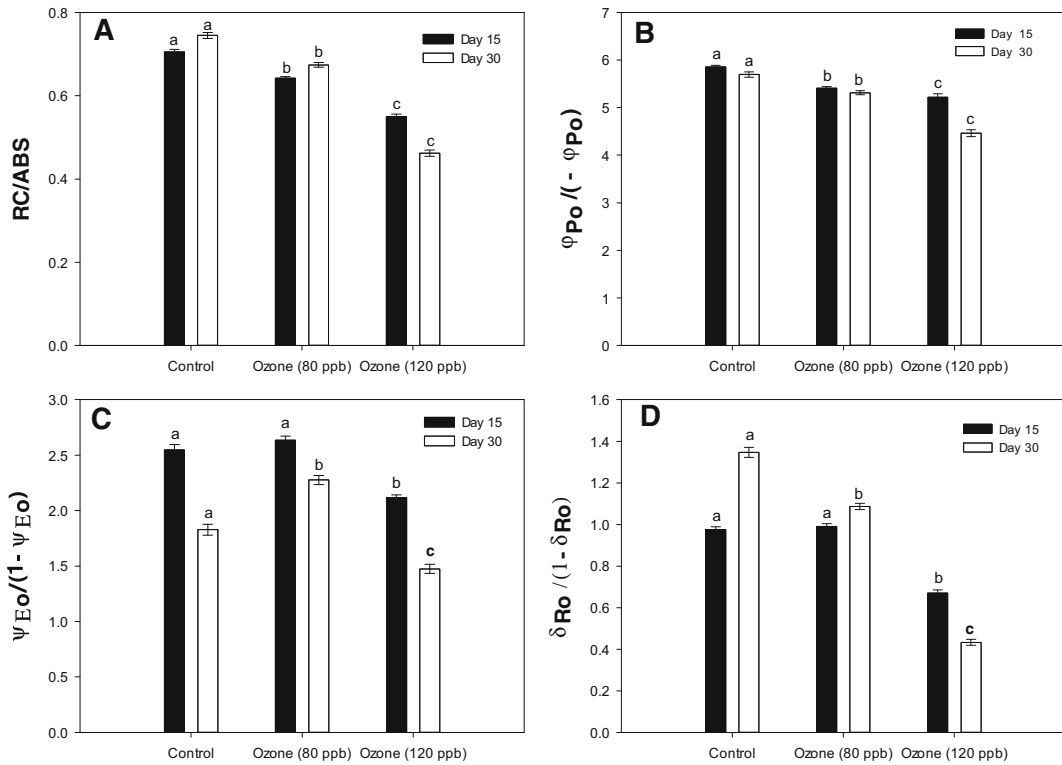 A
Day 15
Day 30
RC/ABS
0.8
0.6
0.4
0.2
0.0
a
a
b
b
c
c
Control
Ozone (80 ppb)
Ozone (120 ppb)
B
Day 15
Day 30
φPo/( - φPo)
7
6
5
4
3
2
1
0
a
a
b
b
c
c
Control
Ozone (80 ppb)
Ozone (120 ppb)
C
Day 15
Day 30
ψEo/(1- ψEo)
3.0
2.5
2.0
1.5
1.0
0.5
0.0
a
a
a
b
b
c
Control
Ozone (80 ppb)
Ozone (120 ppb)
D
Day 15
Day 30
δRo/(1- δRo)
1.6
1.4
1.2
1.0
0.8
0.6
0.4
0.2
0.0
a
a
a
b
b
c
Control
Ozone (80 ppb)
Ozone (120 ppb)